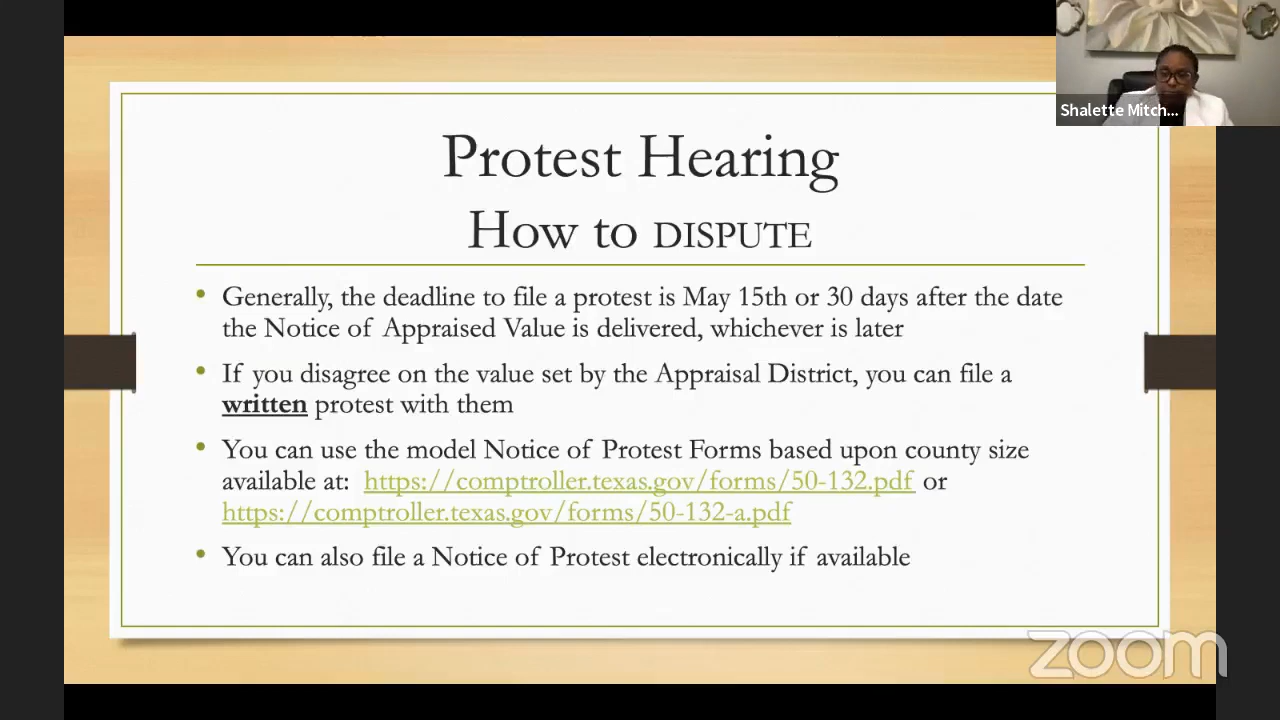 Shalette Mitch...
Protest Hearing
How to DISPUTE
• Generally, the deadline to file a protest is May 15th or 30 days after the date
the Notice of Appraised Value is delivered, whichever is later
• If you disagree on the value set by the Appraisal District, you can file a
written protest with them
• You can use the model Notice of Protest Forms based upon county size
available at: https://comptroller.texas.gov/forms/50-132.pdf or
https://comptroller.texas.gov/forms/50-132-a.pdf
• You can also file a Notice of Protest electronically if available
zoom